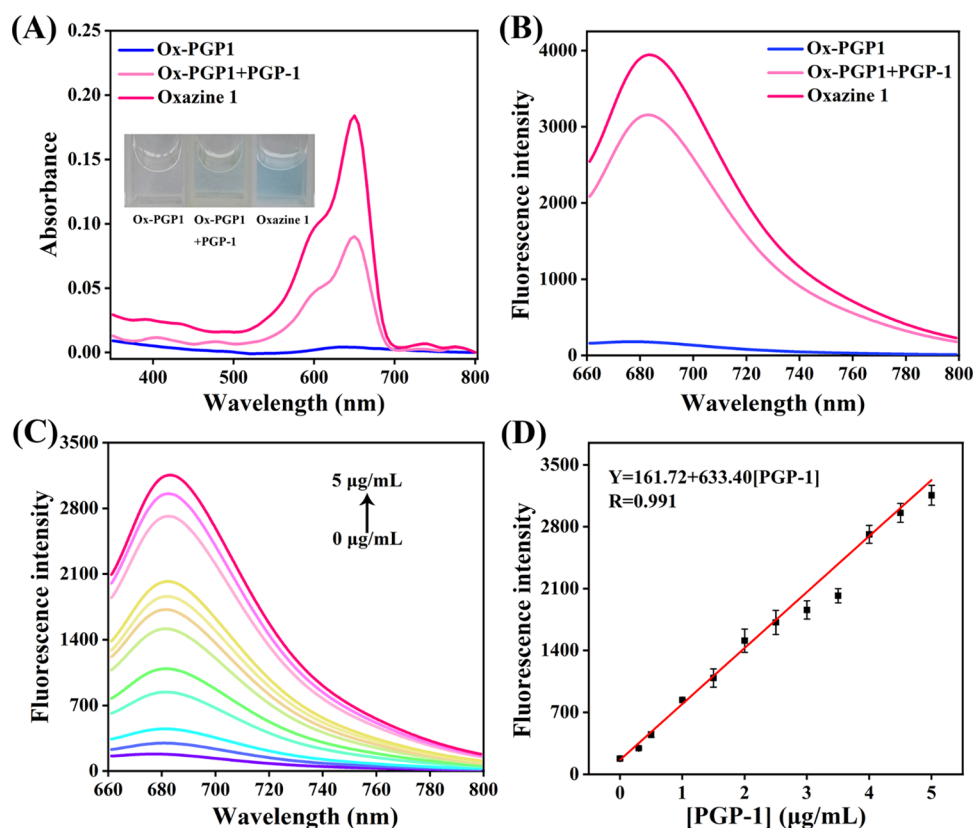 (A)
0.25
0.20
0.15
0.10
0.05
0.00
Absorbance
Ox-PGP1
Ox-PGP1+PGP-1
Oxazine 1
Ox-PGP1
Ox-PGP1
+PGP-1
Oxazine 1
400 500 600 700 800
Wavelength (nm)
(B)
4000
3000
2000
1000
0
Fluorescence intensity
Ox-PGP1
Ox-PGP1+PGP-1
Oxazine 1
660 680 700 720 740 760 780 800
Wavelength (nm)
(C)
3500
2800
2100
1400
700
0
Fluorescence intensity
5 μg/mL
0 μg/mL
660 680 700 720 740 760 780 800
Wavelength (nm)
(D)
3500
2800
2100
1400
700
0
Fluorescence intensity
Y=161.72+633.40[PGP-1]
R=0.991
0 1 2 3 4 5
[PGP-1] (μg/mL)